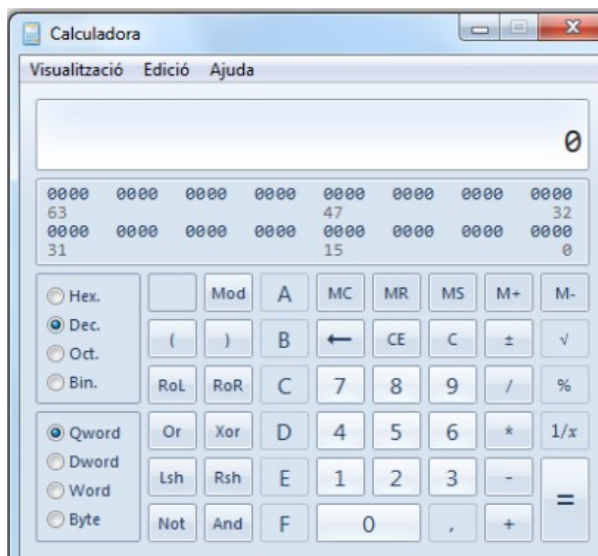 Calculadora
Visualització Edició Ajuda
0
0000 0000 0000 0000 0000 0000 0000 0000
63 47 32
0000 0000 0000 0000 0000 0000 0000 0000
31 15 0
Hex.
Dec.
Oct.
Bin.
Qword
Dword
Word
Byte
Mod A MC MR MS M+ M-
( ) B ← CE C ± √
RoL RoR C 7 8 9 / %
Or Xor D 4 5 6 * 1/x
Lsh Rsh E 1 2 3 - =
Not And F 0 , +